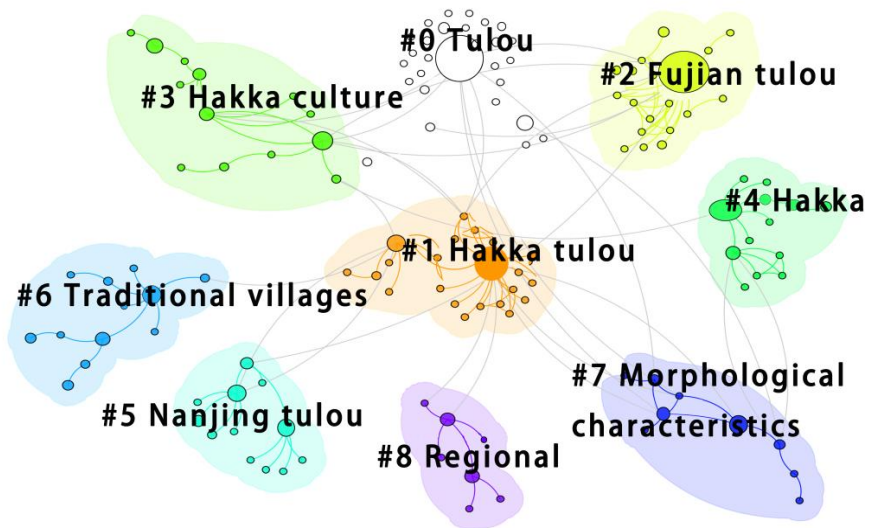 #0 Tulou
#2 Fujian tulou
#3 Hakka culture
#4 Hakka
#1 Hakka tulou
#6 Traditional villages
#7 Morphological
characteristics
#5 Nanjing tulou
#8 Regional